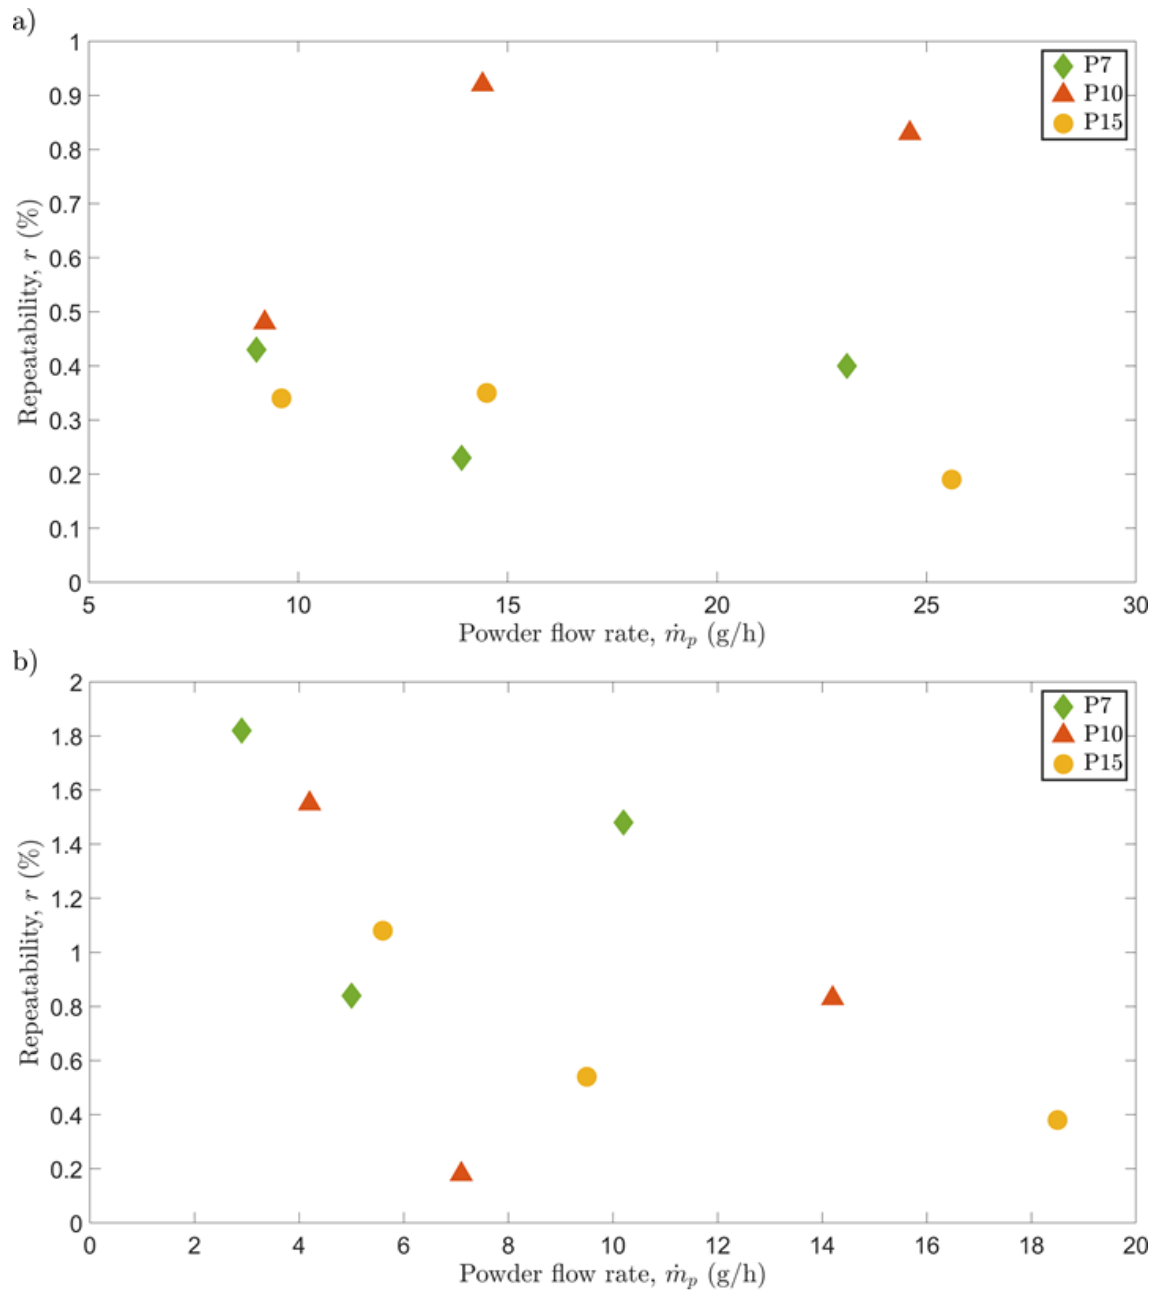 a)
1
0.9
0.8
0.7
0.6
0.5
0.4
0.3
0.2
0.1
0
Repeatability, r (%)
5 10 15 20 25 30
Powder flow rate, ṁₚ (g/h)
P7
P10
P15
b)
2
1.8
1.6
1.4
1.2
1
0.8
0.6
0.4
0.2
0
Repeatability, r (%)
0 2 4 6 8 10 12 14 16 18 20
Powder flow rate, ṁₚ (g/h)
P7
P10
P15